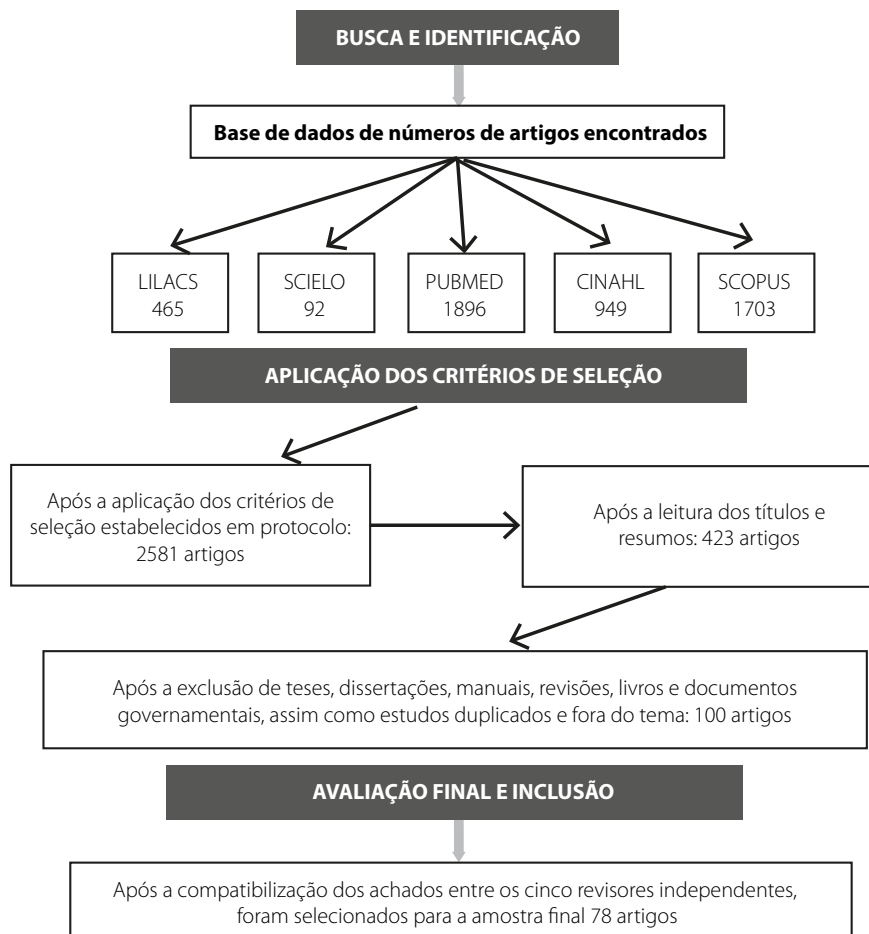 BUSCA E IDENTIFICAÇÃO
Base de dados de números de artigos encontrados
LILACS
465
SCIELO
92
PUBMED
1896
CINAHL
949
SCOPUS
1703
APLICAÇÃO DOS CRITÉRIOS DE SELEÇÃO
Após a aplicação dos critérios de
seleção estabelecidos em protocolo:
2581 artigos
Após a leitura dos títulos e
resumos: 423 artigos
Após a exclusão de teses, dissertações, manuais, revisões, livros e documentos
governamentais, assim como estudos duplicados e fora do tema: 100 artigos
AVALIAÇÃO FINAL E INCLUSÃO
Após a compatibilização dos achados entre os cinco revisores independentes,
foram selecionados para a amostra final 78 artigos